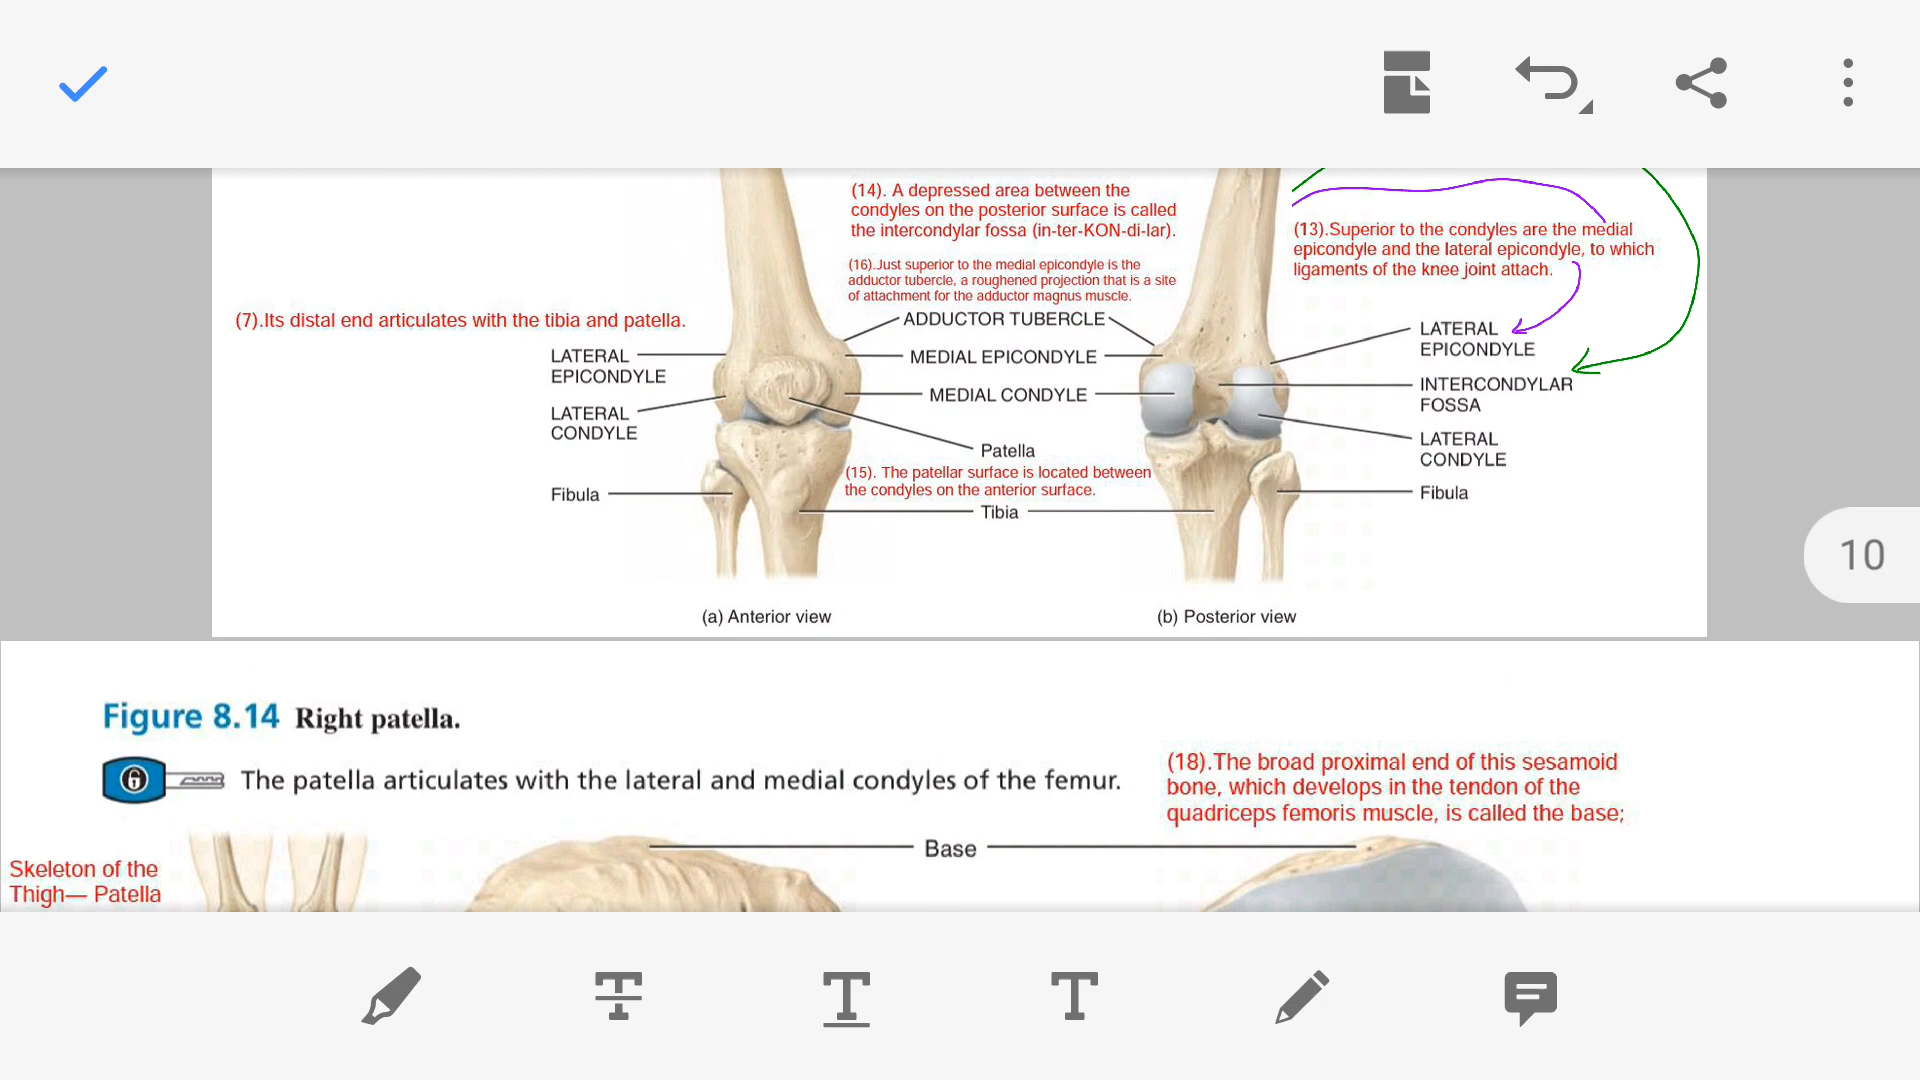 (14). A depressed area between the
condyles on the posterior surface is called
the intercondylar fossa (in-ter-KON-di-lar).
(13).Superior to the condyles are the medial
epicondyle and the lateral epicondyle, to which
ligaments of the knee joint attach.
(16).Just superior to the medial epicondyle is the
adductor tubercle, a roughened projection that is a site
of attachment for the adductor magnus muscle.
(7).Its distal end articulates with the tibia and patella.
ADDUCTOR TUBERCLE
LATERAL
EPICONDYLE
MEDIAL EPICONDYLE
LATERAL
EPICONDYLE
MEDIAL CONDYLE
INTERCONDYLAR
FOSSA
LATERAL
CONDYLE
Patella
LATERAL
CONDYLE
(15). The patellar surface is located between
the condyles on the anterior surface.
Fibula
Tibia
Fibula
10
(a) Anterior view
(b) Posterior view
Figure 8.14 Right patella.
The patella articulates with the lateral and medial condyles of the femur.
(18).The broad proximal end of this sesamoid
bone, which develops in the tendon of the
quadriceps femoris muscle, is called the base;
Base
Skeleton of the
Thigh— Patella